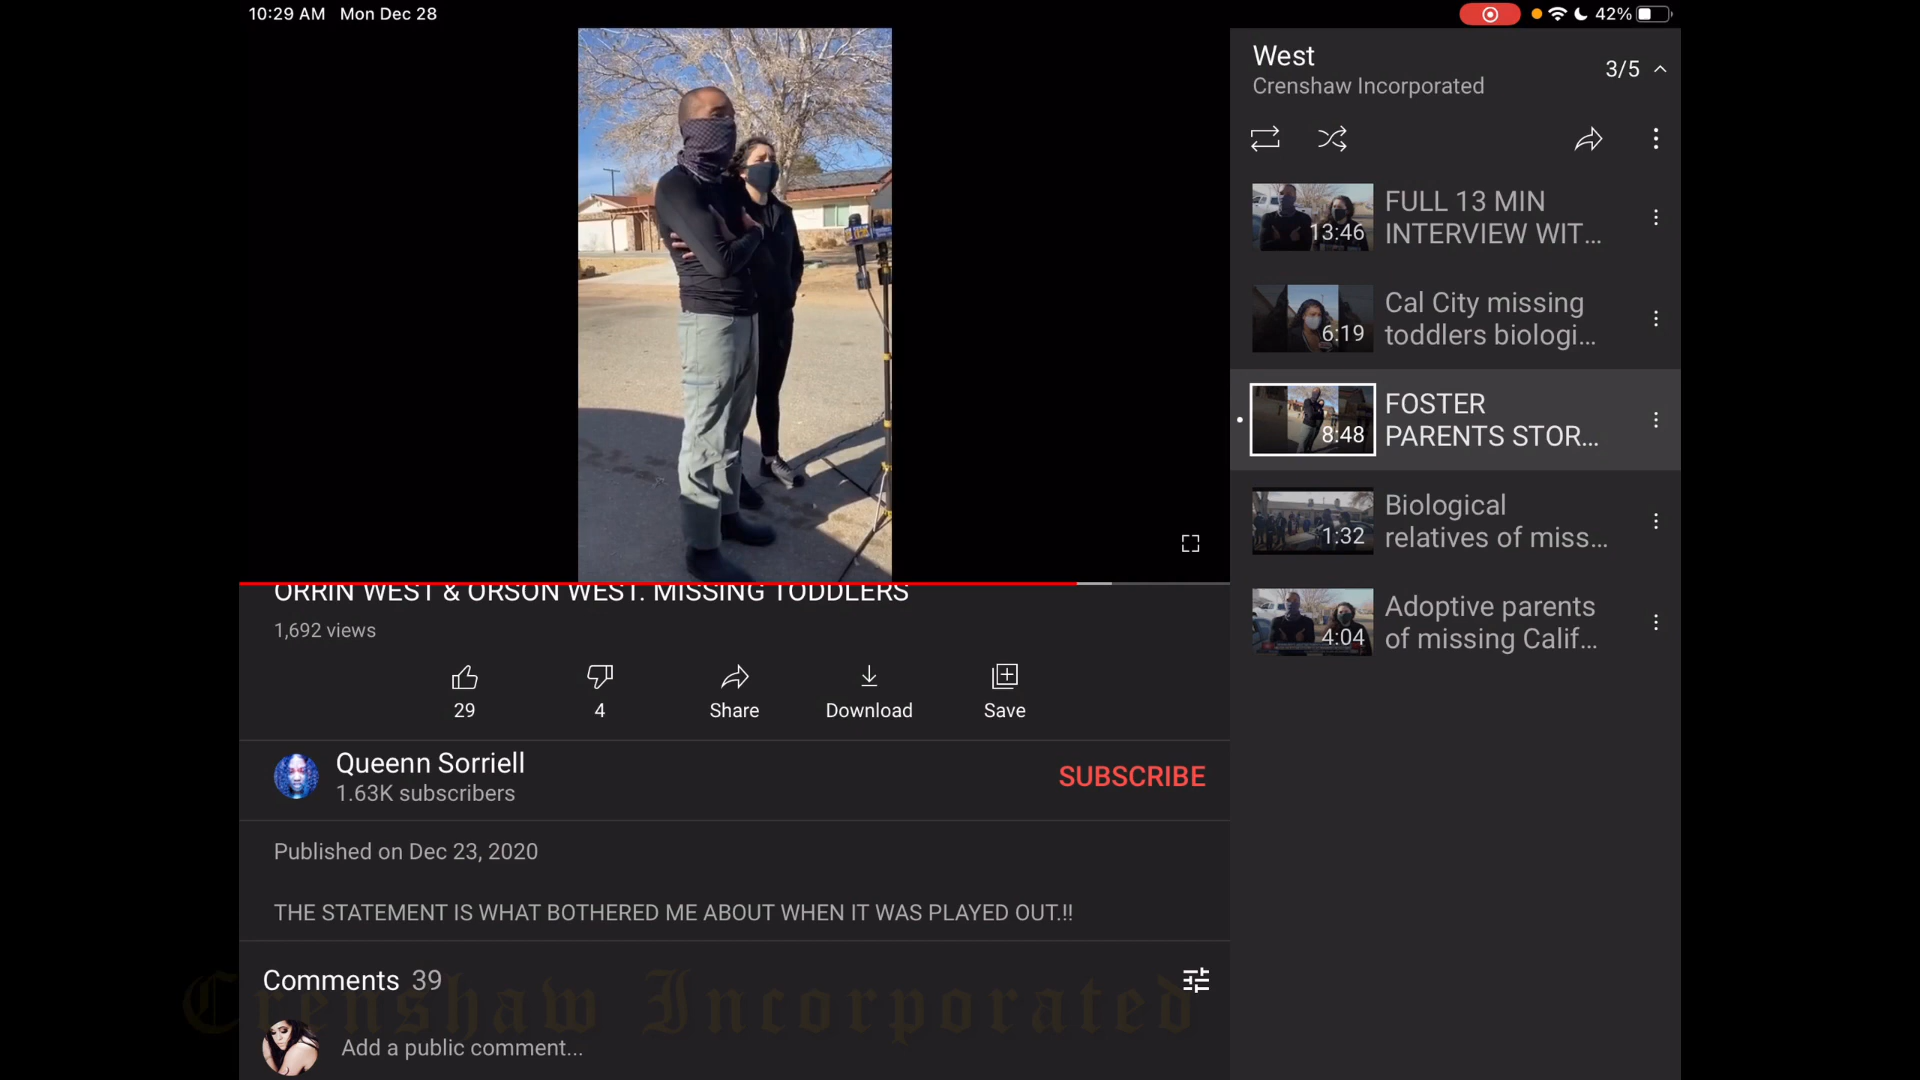 10:29 AM Mon Dec 28
42%
West
Crenshaw Incorporated
3/5
FULL 13 MIN
INTERVIEW WIT...
13:46
Cal City missing
toddlers biologi...
6:19
FOSTER
PARENTS STOR...
8:48
Biological
relatives of miss...
1:32
Adoptive parents
of missing Calif...
4:04
ORRIN WEST & ORSON WEST. MISSING TODDLERS
1,692 views
29
4
Share
Download
Save
Queenn Sorriell
1.63K subscribers
SUBSCRIBE
Published on Dec 23, 2020
THE STATEMENT IS WHAT BOTHERED ME ABOUT WHEN IT WAS PLAYED OUT.!!
Comments 39
Crenshaw Incorporated
Add a public comment...